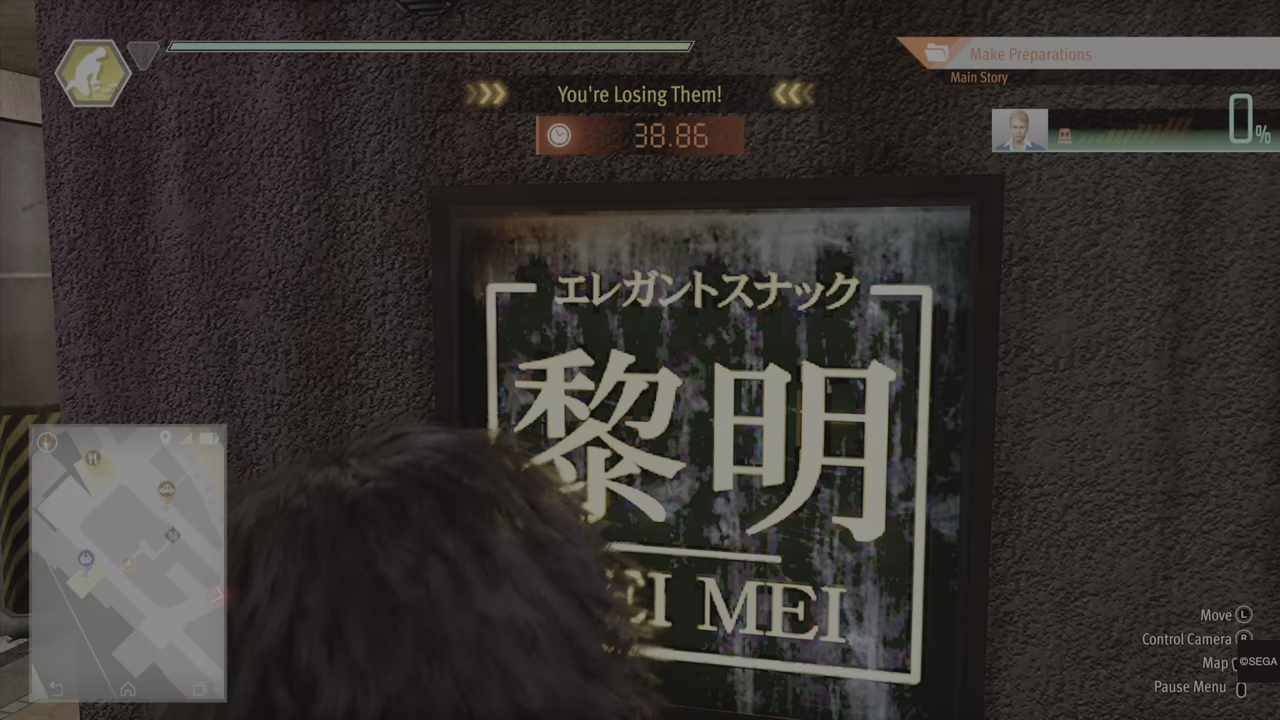 Make Preparations
Main Story
You're Losing Them!
38.86
0%
エレガントスナック
黎明
EI MEI
Move L
Control Camera R
Map
©SEGA
Pause Menu